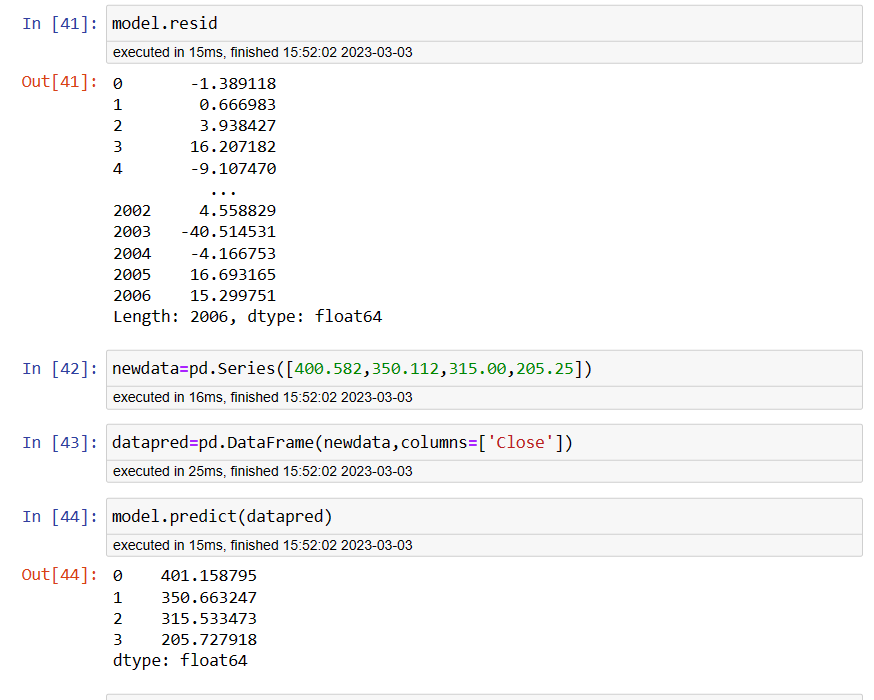 In [41]: model.resid
executed in 15ms, finished 15:52:02 2023-03-03
Out[41]: 0 -1.389118
1 0.666983
2 3.938427
3 16.207182
4 -9.107470
...
2002 4.558829
2003 -40.514531
2004 -4.166753
2005 16.693165
2006 15.299751
Length: 2006, dtype: float64
In [42]: newdata=pd.Series([400.582,350.112,315.00,205.25])
executed in 16ms, finished 15:52:02 2023-03-03
In [43]: datapred=pd.DataFrame(newdata,columns=['Close'])
executed in 25ms, finished 15:52:02 2023-03-03
In [44]: model.predict(datapred)
executed in 15ms, finished 15:52:02 2023-03-03
Out[44]: 0 401.158795
1 350.663247
2 315.533473
3 205.727918
dtype: float64